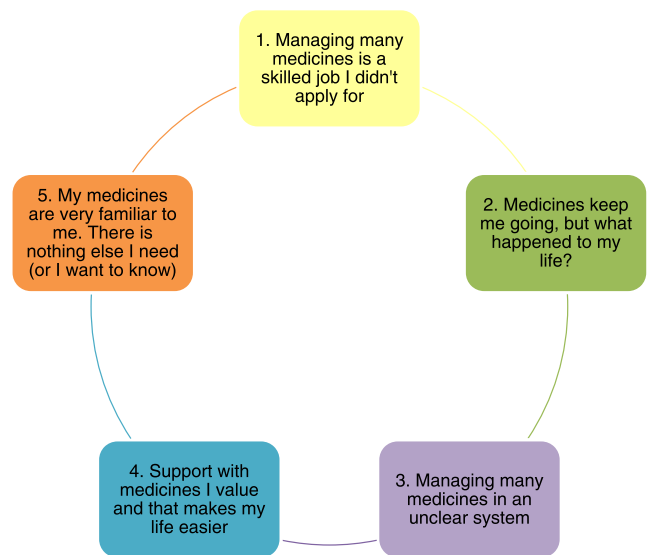 1. Managing many
medicines is a
skilled job I didn't
apply for
2. Medicines keep
me going, but what
happened to my
life?
3. Managing many
medicines in an
unclear system
4. Support with
medicines I value
and that makes my
life easier
5. My medicines
are very familiar to
me. There is
nothing else I need
(or I want to know)